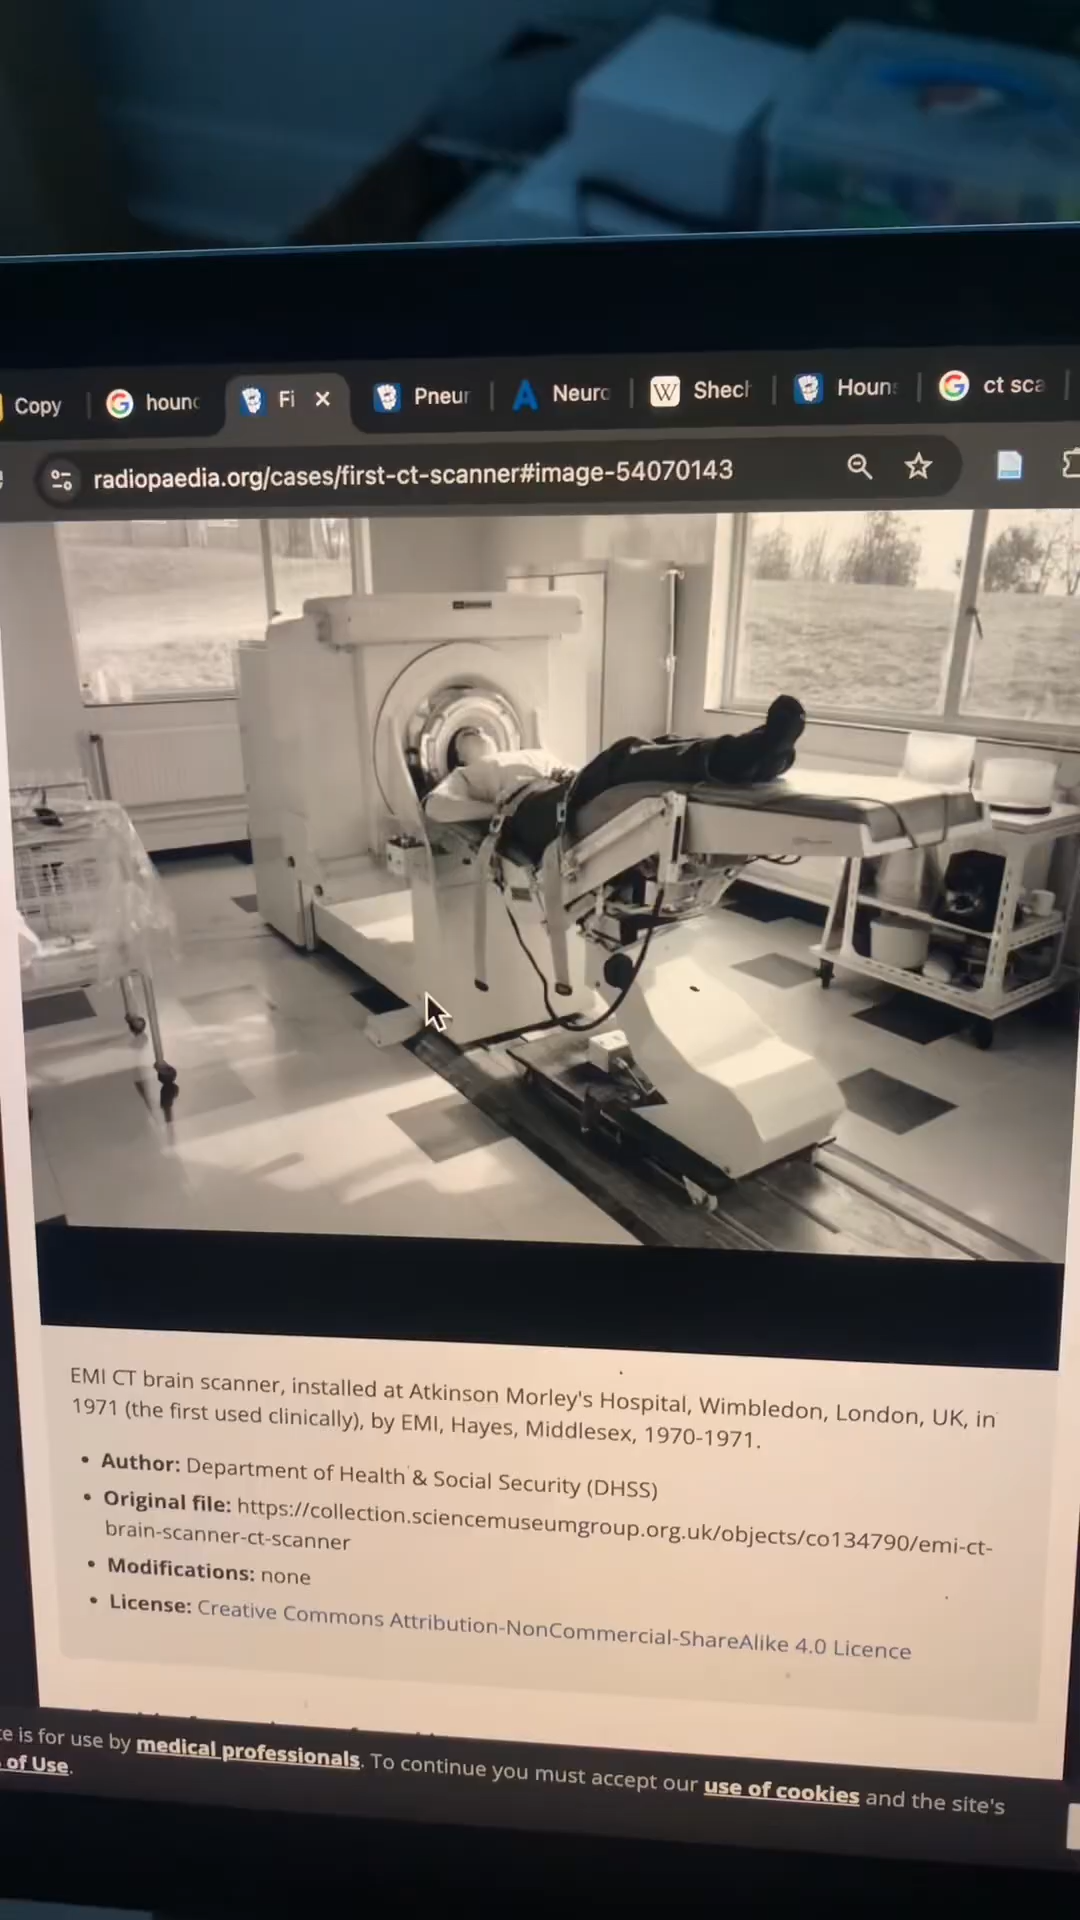 Copy
Fi
Pneur
Neuro
W
Shech
Houns
ct sca
radiopaedia.org/cases/first-ct-scanner#image-54070143
EMI CT brain scanner, installed at Atkinson Morley's Hospital, Wimbledon, London, UK, in
1971 (the first used clinically), by EMI, Hayes, Middlesex, 1970-1971.
• Author: Department of Health & Social Security (DHSS)
• Original file: https://collection.sciencemuseumgroup.org.uk/objects/co134790/emi-ct-
brain-scanner-ct-scanner
• Modifications: none
• License: Creative Commons Attribution-NonCommercial-ShareAlike 4.0 Licence
is for use by medical professionals. To continue you must accept our use of cookies and the site's
of Use.